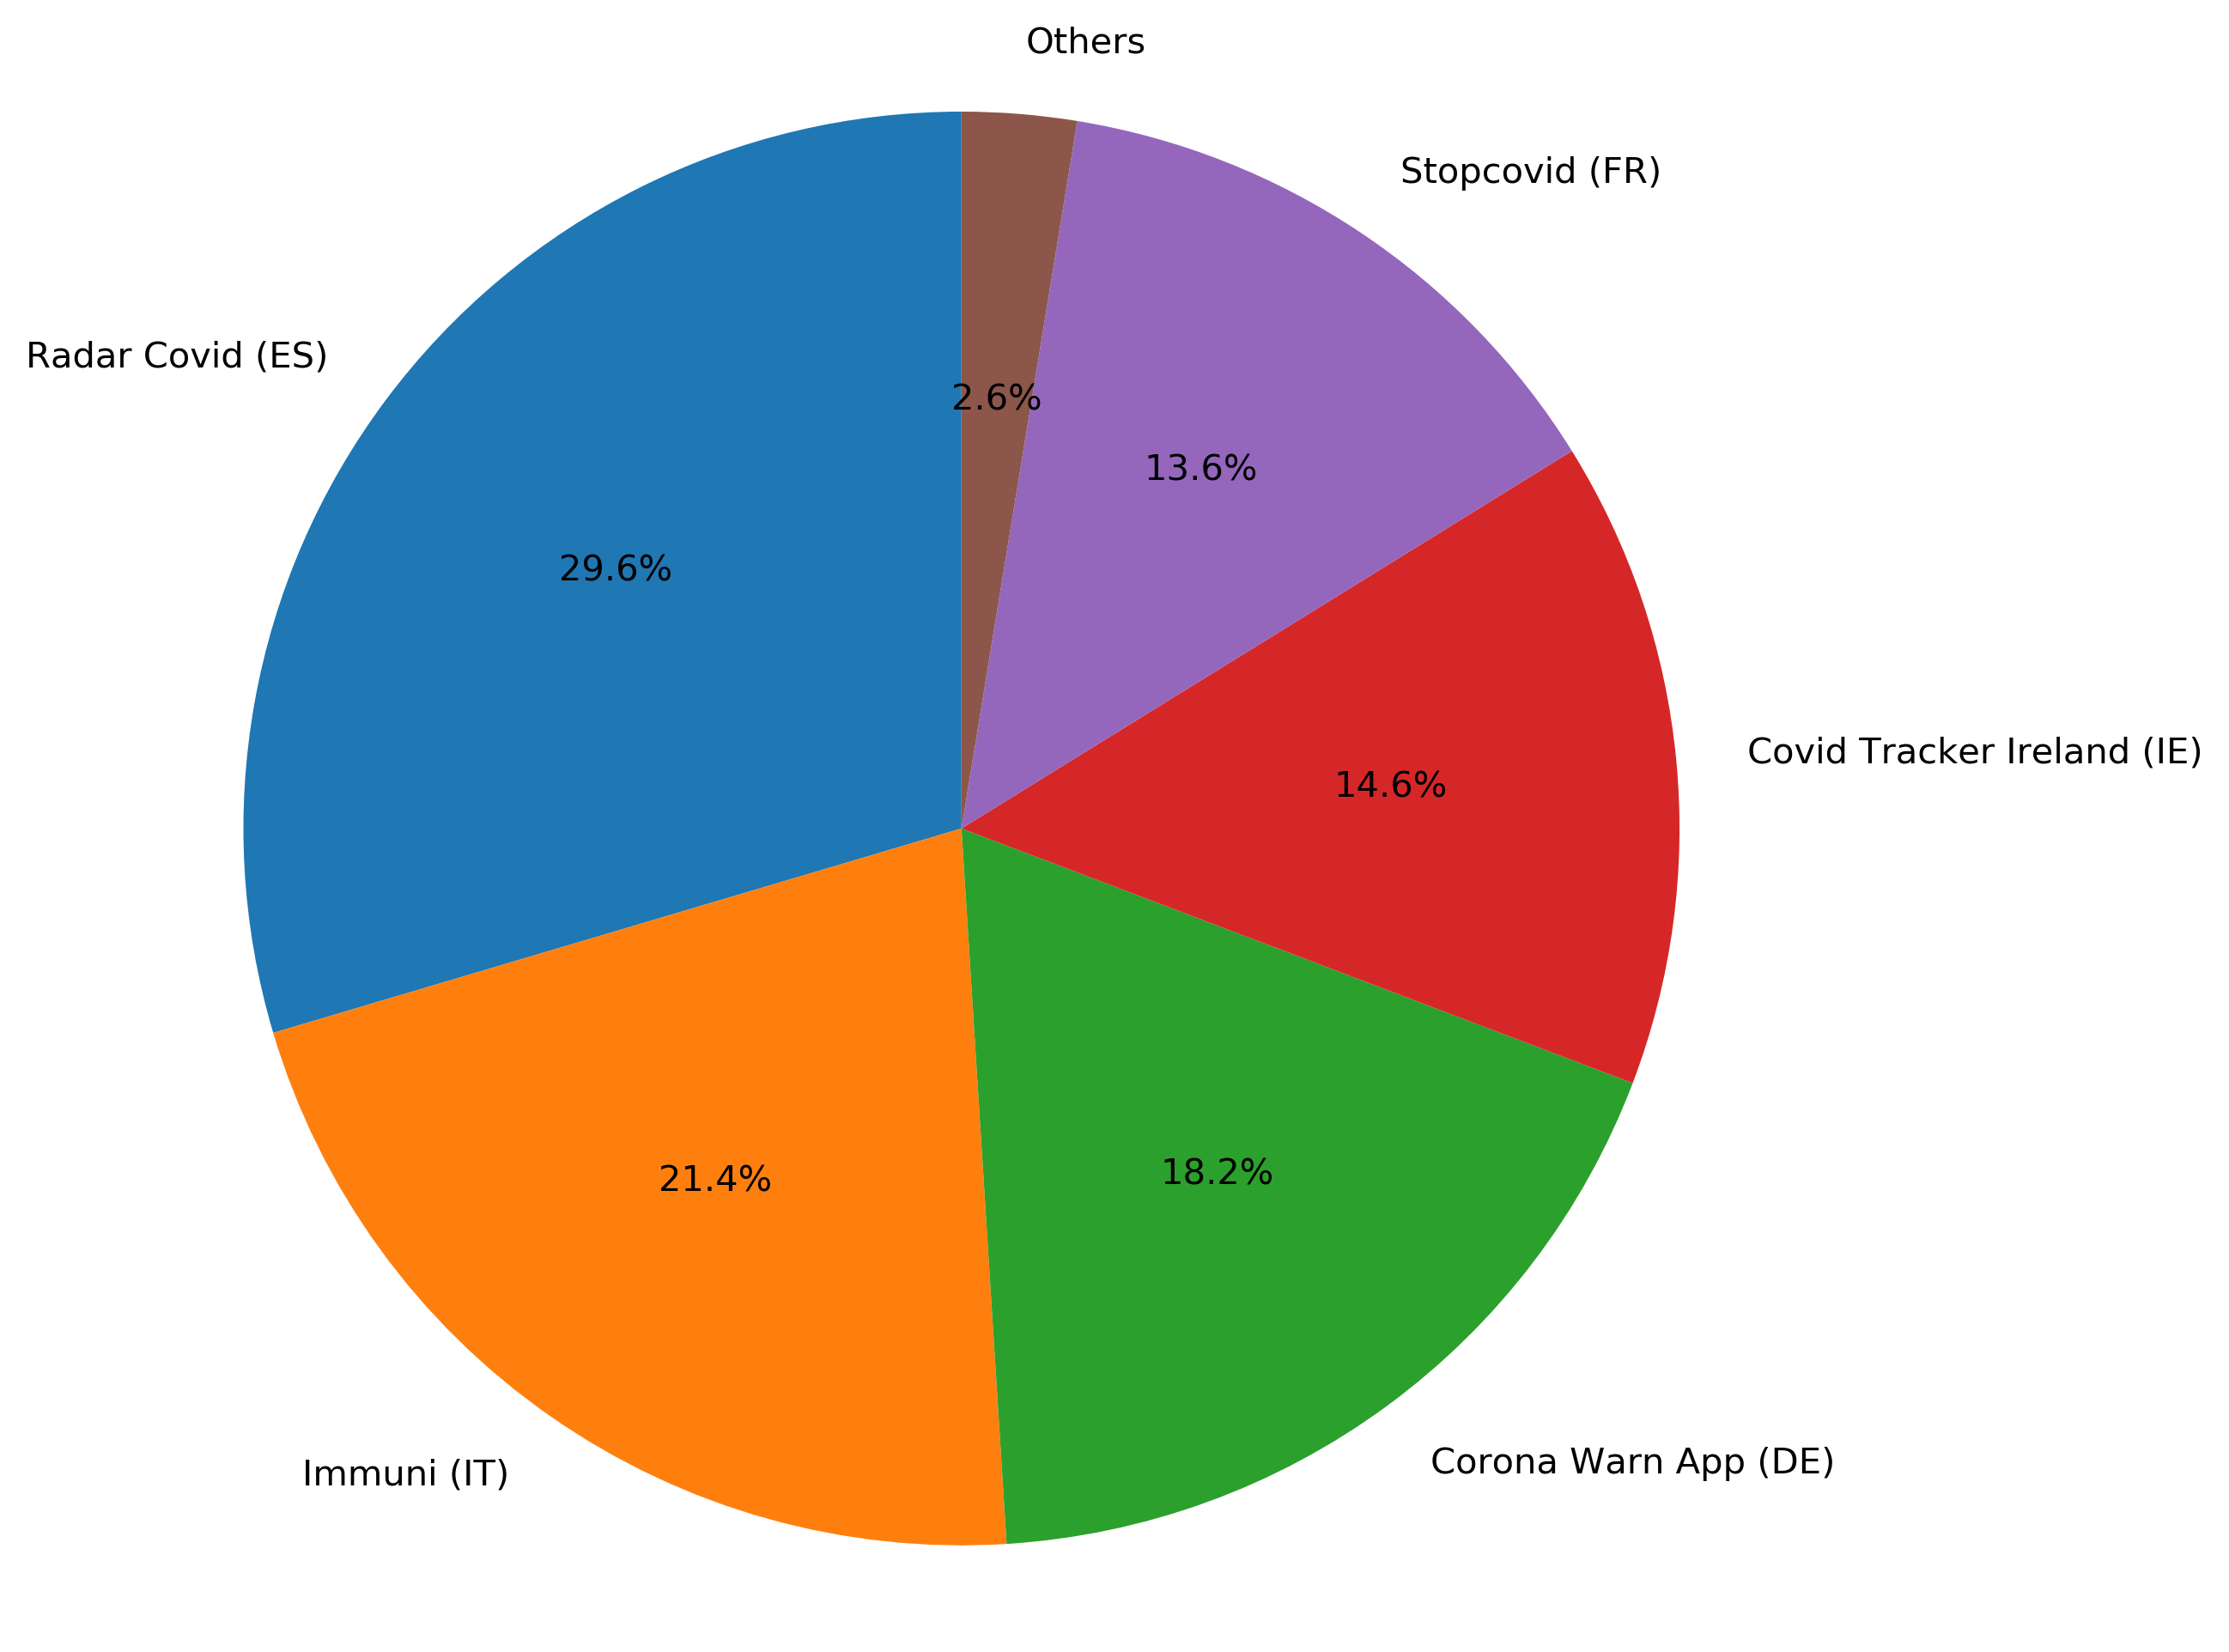 Others
Stopcovid (FR)
Radar Covid (ES)
2.6%
13.6%
29.6%
Covid Tracker Ireland (IE)
14.6%
18.2%
21.4%
Corona Warn App (DE)
Immuni (IT)